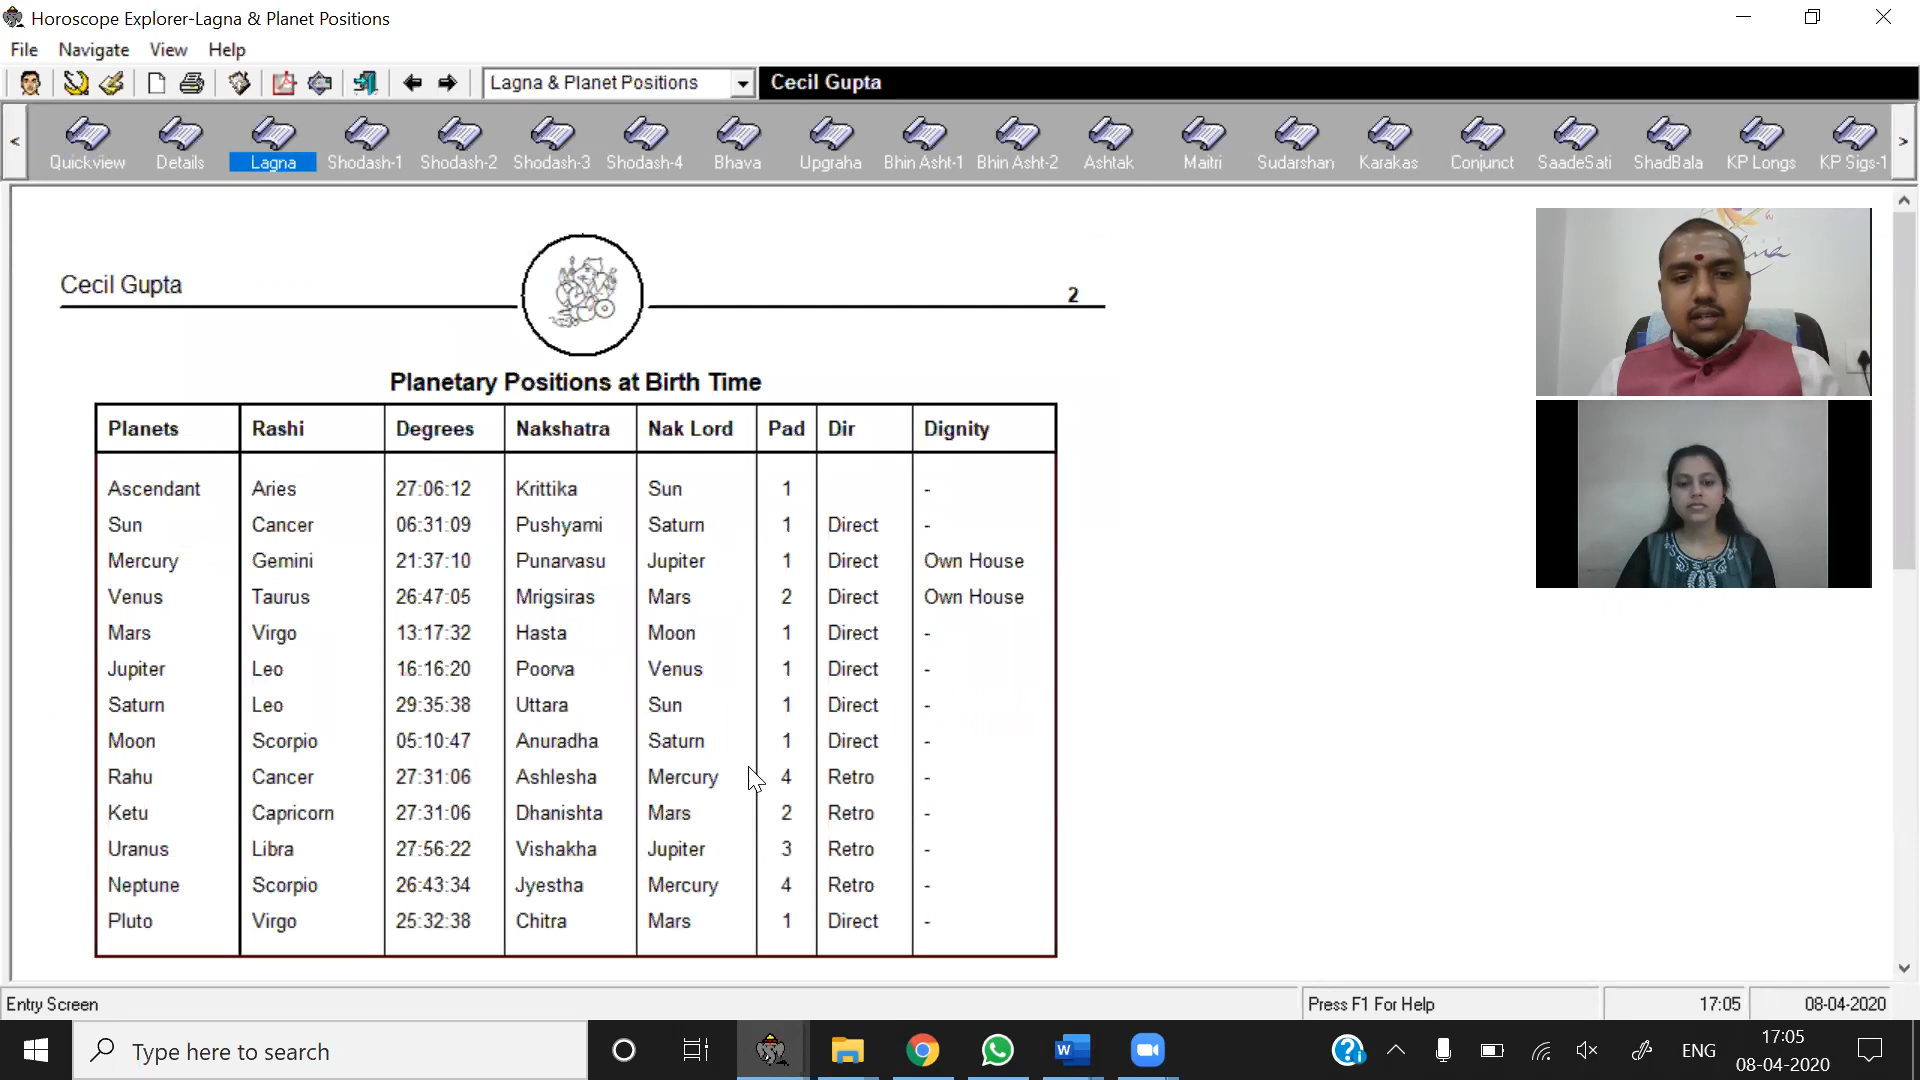 Horoscope Explorer-Lagna & Planet Positions
File Navigate View Help
Lagna & Planet Positions Cecil Gupta
< Quickview Details Lagna Shodash-1 Shodash-2 Shodash-3 Shodash-4 Bhava Upgraha Bhin Asht-1 Bhin Asht-2 Ashtak Maitri Sudarshan Karakas Conjunct SaadeSati ShadBala KP Longs KP Sigs-1 >
Cecil Gupta 2
Planetary Positions at Birth Time
Planets Rashi Degrees Nakshatra Nak Lord Pad Dir Dignity
Ascendant Aries 27:06:12 Krittika Sun 1 -
Sun Cancer 06:31:09 Pushyami Saturn 1 Direct -
Mercury Gemini 21:37:10 Punarvasu Jupiter 1 Direct Own House
Venus Taurus 26:47:05 Mrigsiras Mars 2 Direct Own House
Mars Virgo 13:17:32 Hasta Moon 1 Direct -
Jupiter Leo 16:16:20 Poorva Venus 1 Direct -
Saturn Leo 29:35:38 Uttara Sun 1 Direct -
Moon Scorpio 05:10:47 Anuradha Saturn 1 Direct -
Rahu Cancer 27:31:06 Ashlesha Mercury 4 Retro -
Ketu Capricorn 27:31:06 Dhanishta Mars 2 Retro -
Uranus Libra 27:56:22 Vishakha Jupiter 3 Retro -
Neptune Scorpio 26:43:34 Jyestha Mercury 4 Retro -
Pluto Virgo 25:32:38 Chitra Mars 1 Direct -
Entry Screen Press F1 For Help 17:05 08-04-2020
Type here to search W ENG 17:05
08-04-2020